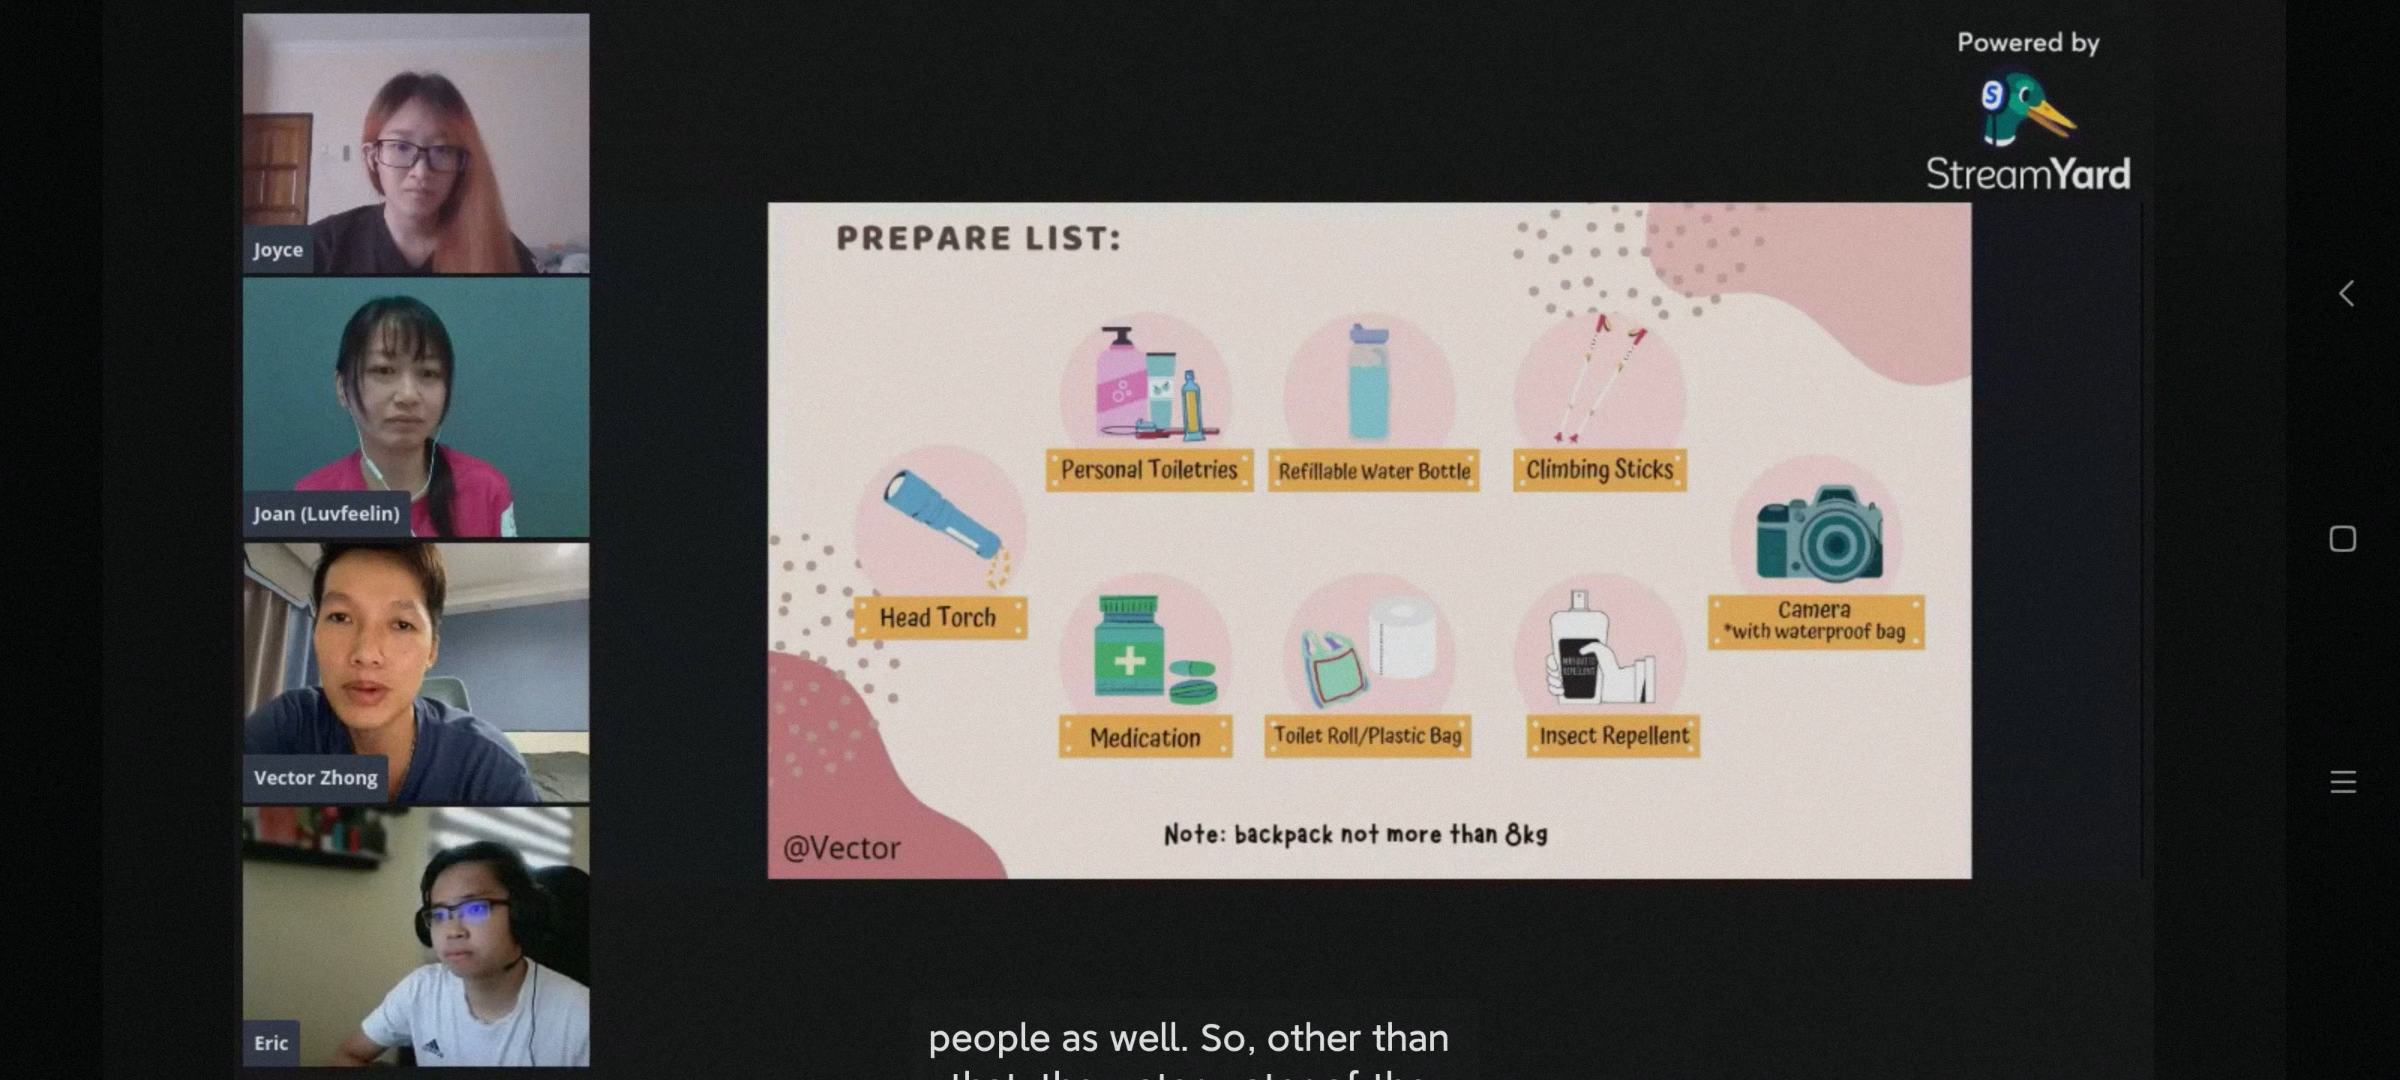 Powered by
StreamYard
Joyce
Joan (Luvfeelin)
Vector Zhong
Eric
PREPARE LIST:
Personal Toiletries
Refillable Water Bottle
Climbing Sticks
Head Torch
Camera
*with waterproof bag
Medication
Toilet Roll/Plastic Bag
Insect Repellent
REPELLENT
Note: backpack not more than 8kg
@Vector
people as well. So, other than